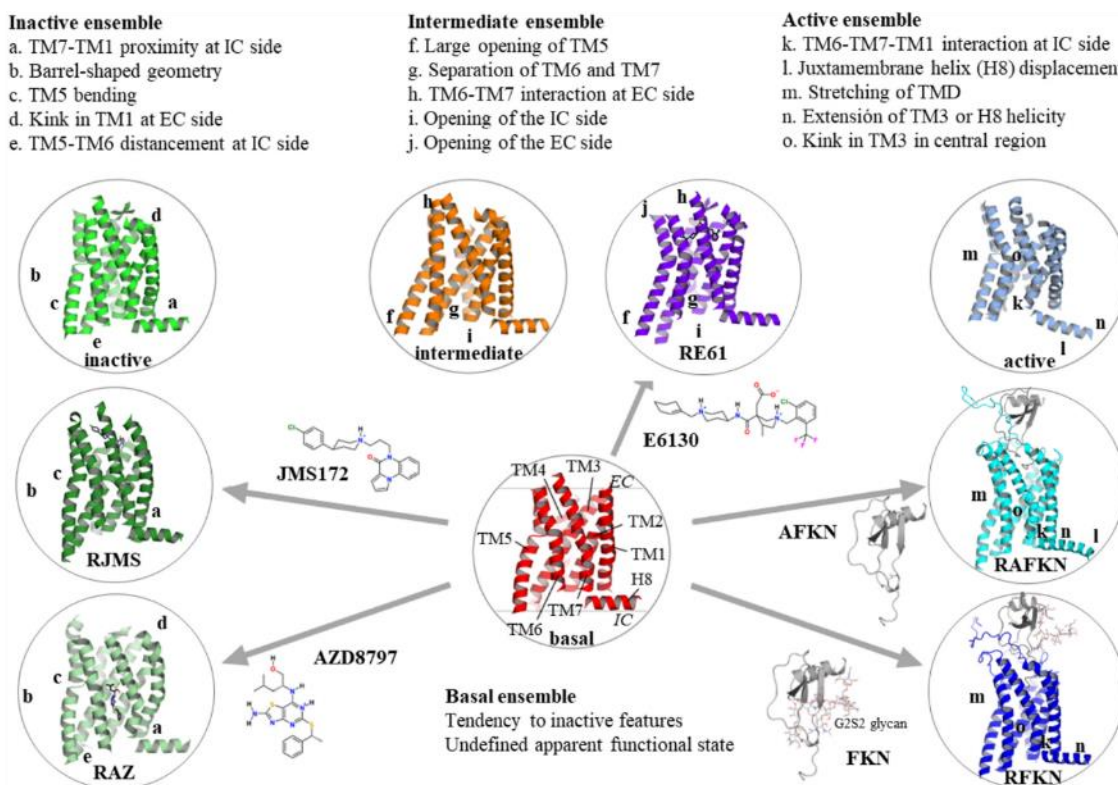 Inactive ensemble
a. TM7-TM1 proximity at IC side
b. Barrel-shaped geometry
c. TM5 bending
d. Kink in TM1 at EC side
e. TM5-TM6 distancement at IC side
Intermediate ensemble
f. Large opening of TM5
g. Separation of TM6 and TM7
h. TM6-TM7 interaction at EC side
i. Opening of the IC side
j. Opening of the EC side
Active ensemble
k. TM6-TM7-TM1 interaction at IC side
l. Juxtamembrane helix (H8) displacement
m. Stretching of TMD
n. Extensión of TM3 or H8 helicity
o. Kink in TM3 in central region
d
b
c
a
e
inactive
h
f
g
i
intermediate
j
h
f
g
i
RE61
m
o
k
n
l
active
c
b
a
RJMS
Cl
H
N
O
N
N
JMS172
E6130
TM4
TM3
EC
TM5
TM2
TM1
H8
TM7
TM6
IC
basal
AFKN
m
o
k
n
l
RAFKN
d
c
b
a
e
RAZ
AZD8797
Basal ensemble
Tendency to inactive features
Undefined apparent functional state
G2S2 glycan
FKN
m
o
k
n
RFKN